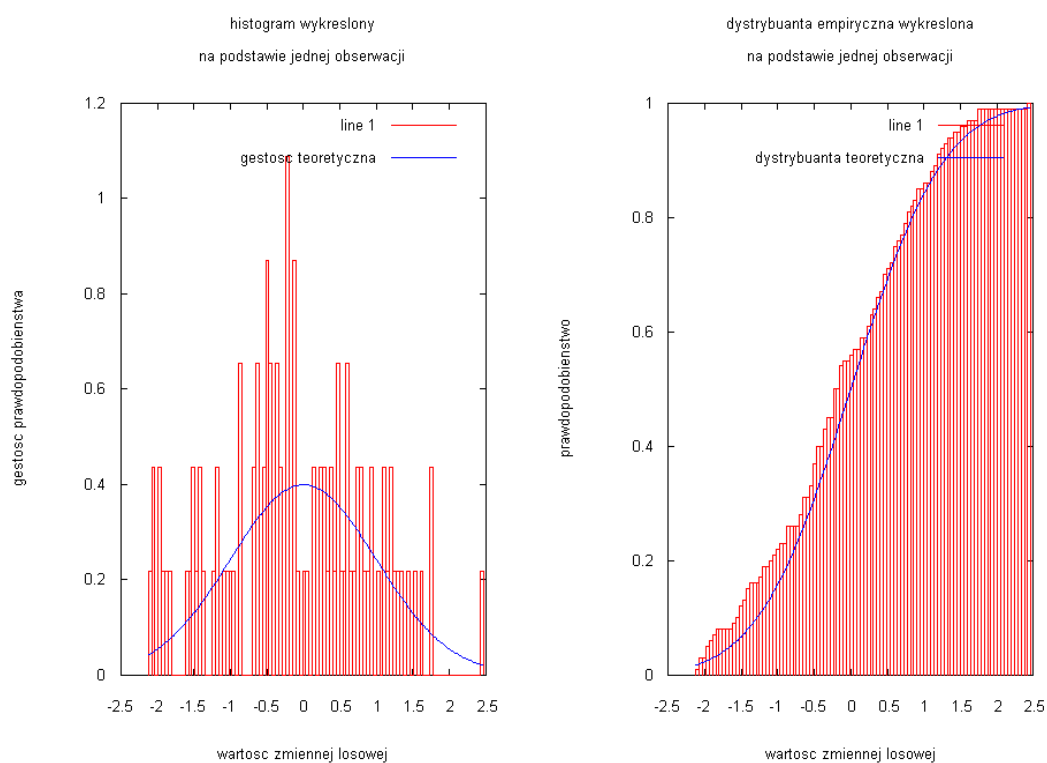 histogram wykreslony
na podstawie jednej obserwacji
1.2
1
0.8
0.6
0.4
0.2
0
-2.5 -2 -1.5 -1 -0.5 0 0.5 1 1.5 2 2.5
line 1
gestosc teoretyczna
gestosc prawdopodobienstwa
wartosc zmiennej losowej
dystrybuanta empiryczna wykreslona
na podstawie jednej obserwacji
1
0.8
0.6
0.4
0.2
0
-2.5 -2 -1.5 -1 -0.5 0 0.5 1 1.5 2 2.5
line 1
dystrybuanta teoretyczna
prawdopodobienstwo
wartosc zmiennej losowej